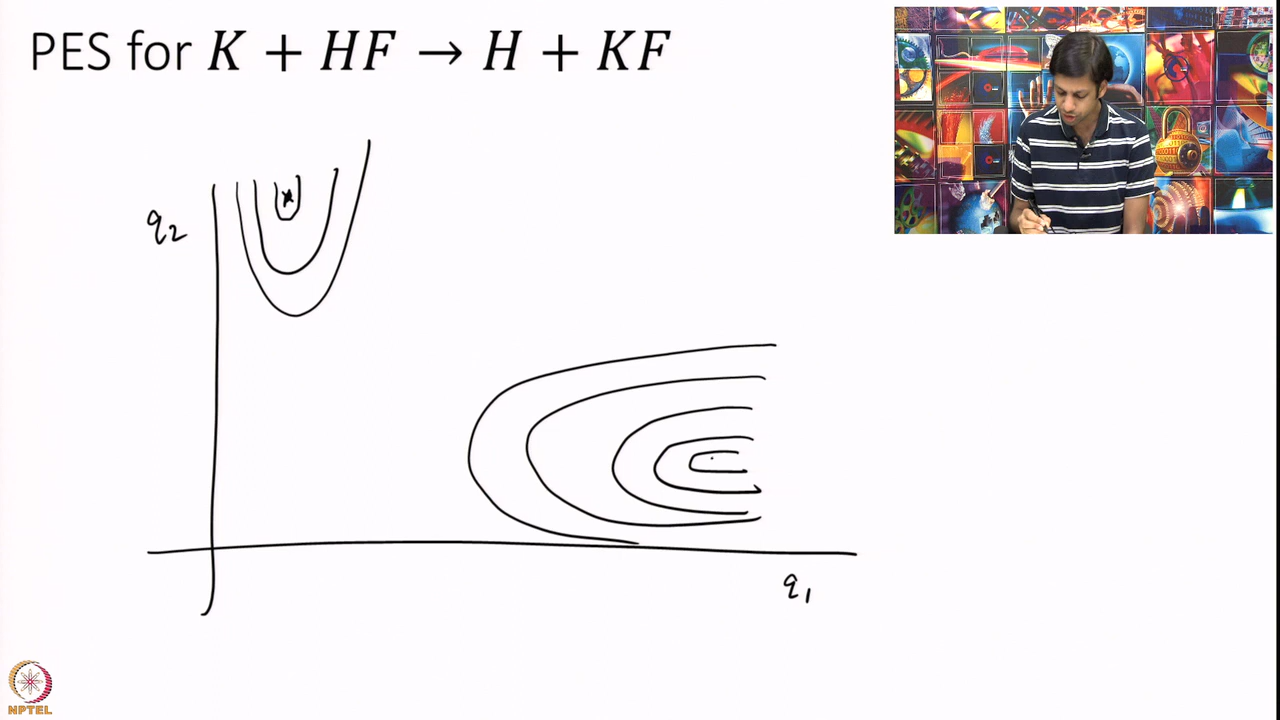 PES for K + HF → H + KF
q₂
q₁
NPTEL